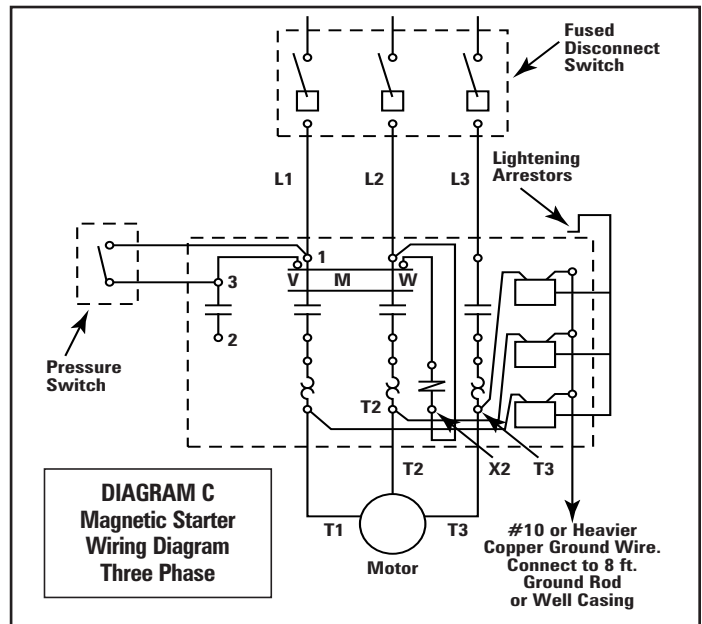 Fused
Disconnect
Switch
Lightening
Arrestors
L1
L2
L3
1
V
M
W
3
2
Pressure
Switch
T2
T2
X2
T3
DIAGRAM C
Magnetic Starter
Wiring Diagram
Three Phase
T1
T3
Motor
#10 or Heavier
Copper Ground Wire.
Connect to 8 ft.
Ground Rod
or Well Casing